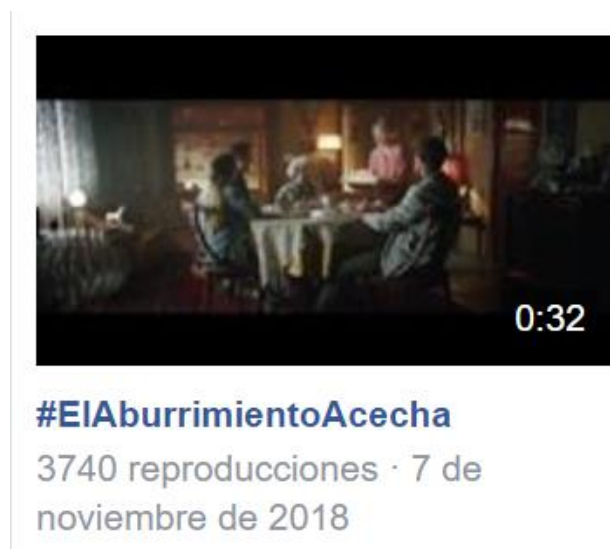 0:32
#ElAburrimientoAcecha
3740 reproducciones · 7 de
noviembre de 2018